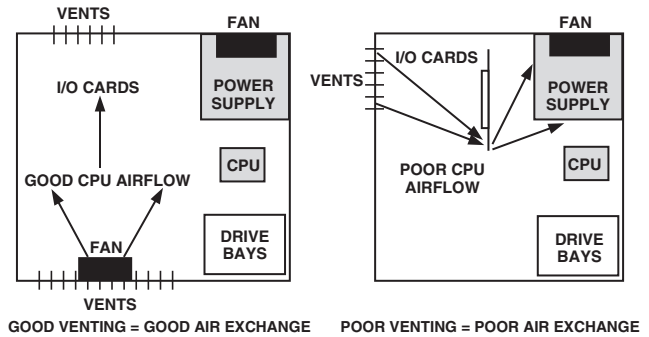 VENTS
FAN
I/O CARDS
POWER
SUPPLY
CPU
GOOD CPU AIRFLOW
DRIVE
BAYS
FAN
VENTS
GOOD VENTING = GOOD AIR EXCHANGE
FAN
I/O CARDS
VENTS
POWER
SUPPLY
CPU
POOR CPU
AIRFLOW
DRIVE
BAYS
POOR VENTING = POOR AIR EXCHANGE